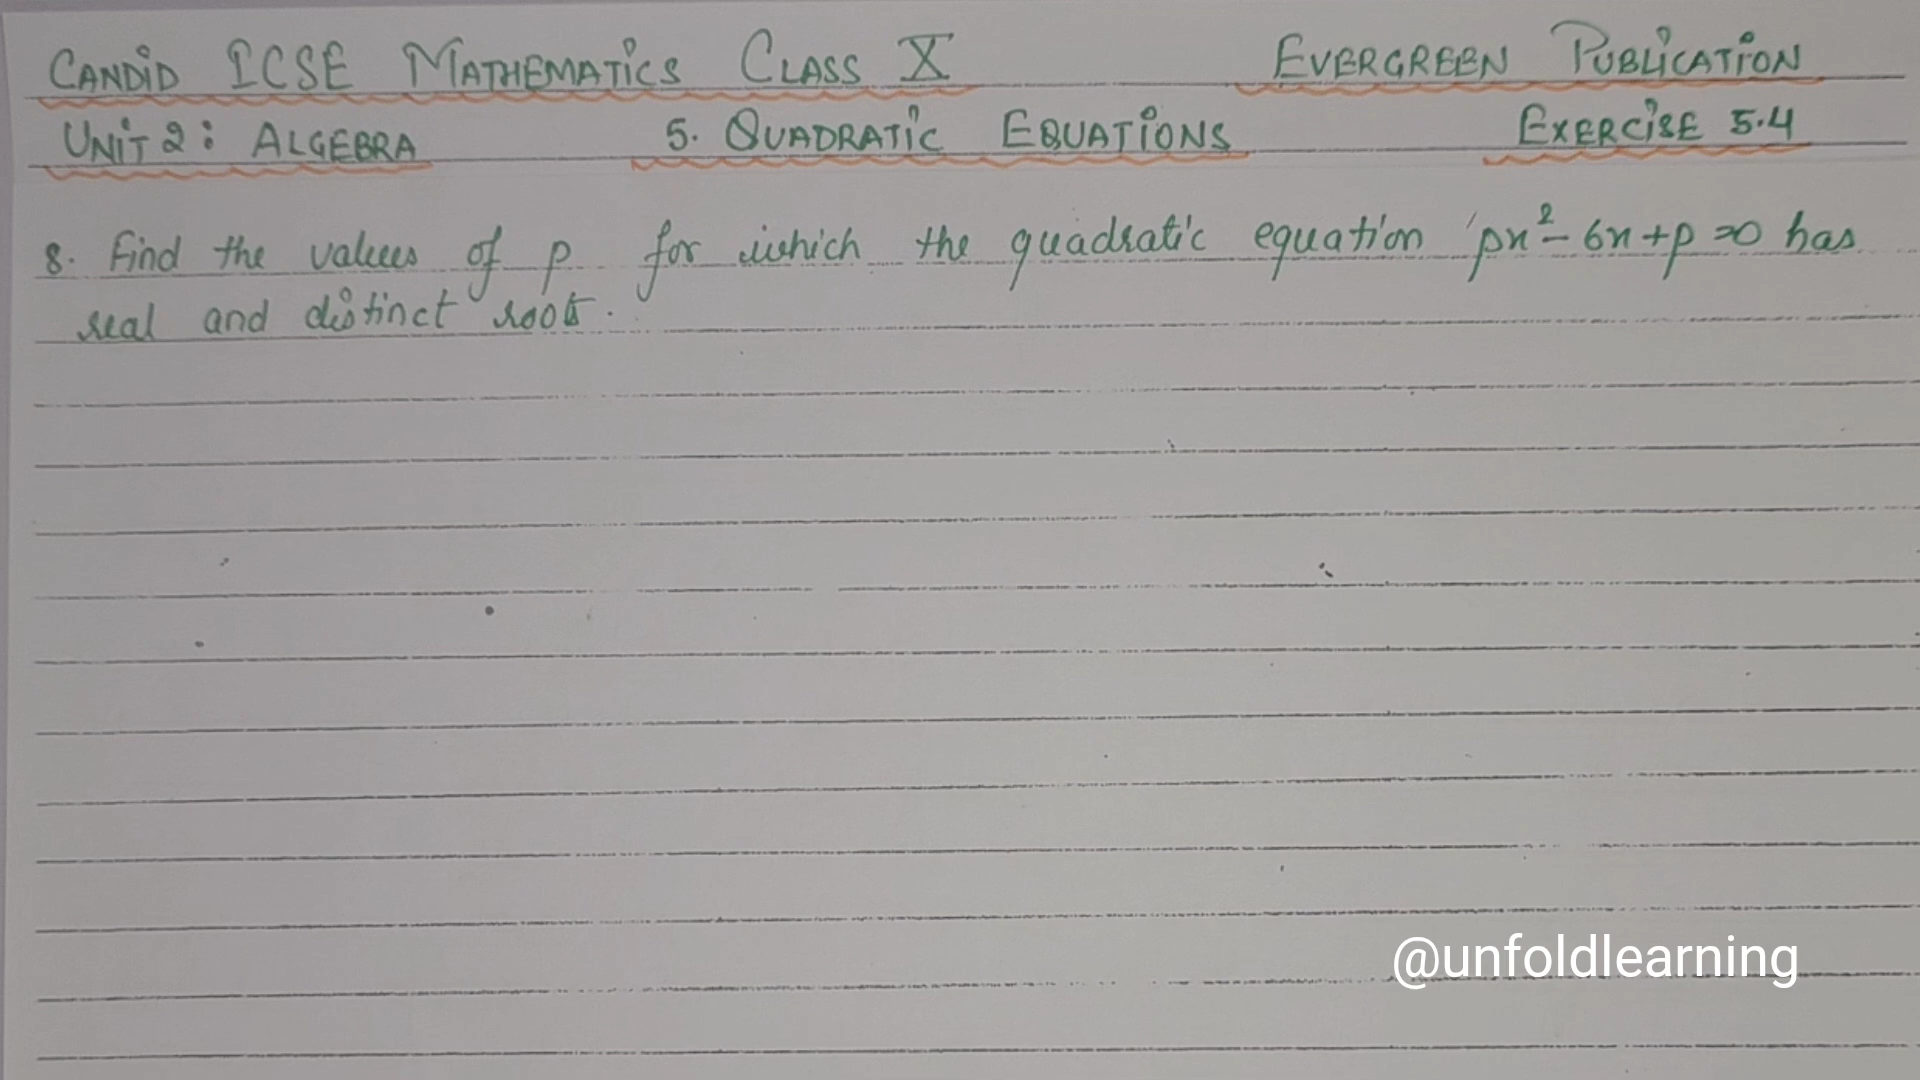 CANDID ICSE MATHEMATICS CLASS X EVERGREEN PUBLICATION
UNIT 2: ALGEBRA 5. QUADRATIC EQUATIONS EXERCISE 5.4
8. Find the values of p for which the quadratic equation px² - 6x + p = 0 has
real and distinct roots.
@unfoldlearning